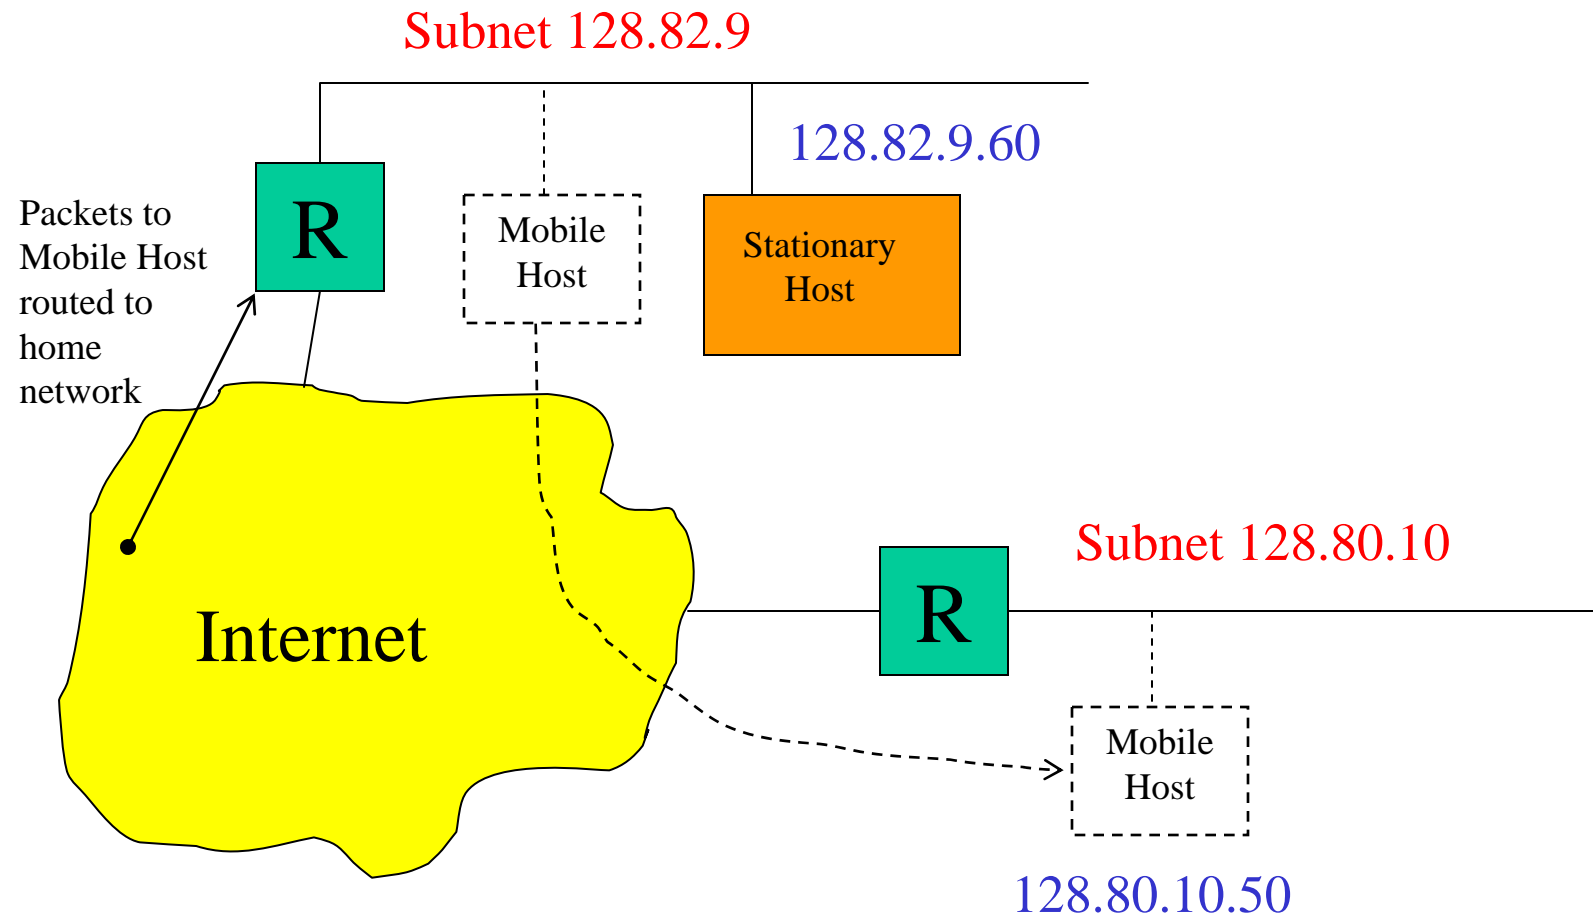 Subnet 128.82.9
128.82.9.60
Packets to
Mobile Host
routed to
home
network
R
Mobile
Host
Stationary
Host
Internet
Subnet 128.80.10
R
Mobile
Host
128.80.10.50